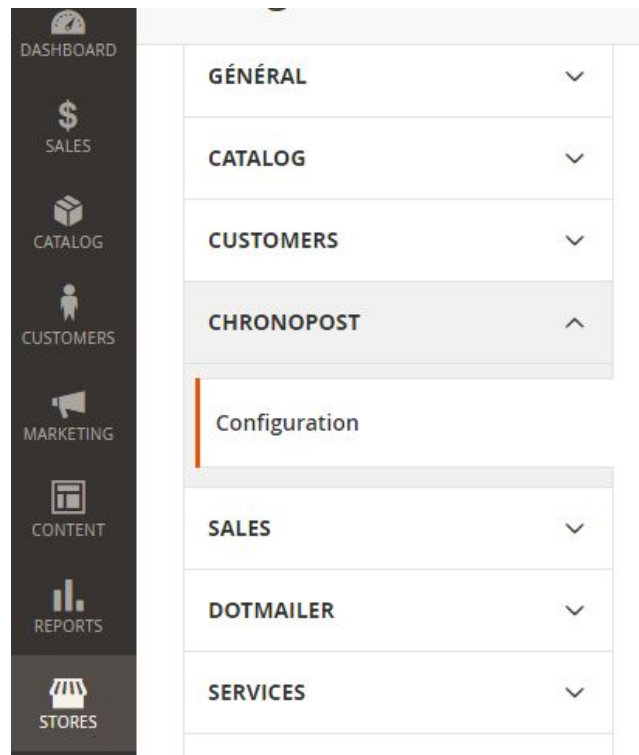 DASHBOARD
SALES
CATALOG
CUSTOMERS
MARKETING
CONTENT
REPORTS
STORES
GÉNÉRAL
CATALOG
CUSTOMERS
CHRONOPOST
Configuration
SALES
DOTMAILER
SERVICES